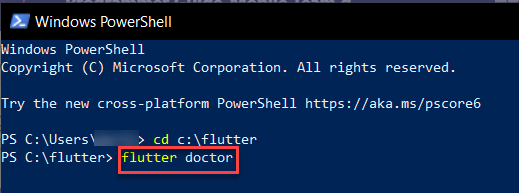 Windows PowerShell
Windows PowerShell
Copyright (C) Microsoft Corporation. All rights reserved.
Try the new cross-platform PowerShell https://aka.ms/pscore6
PS C:\Users\> cd c:\flutter
PS C:\flutter> flutter doctor